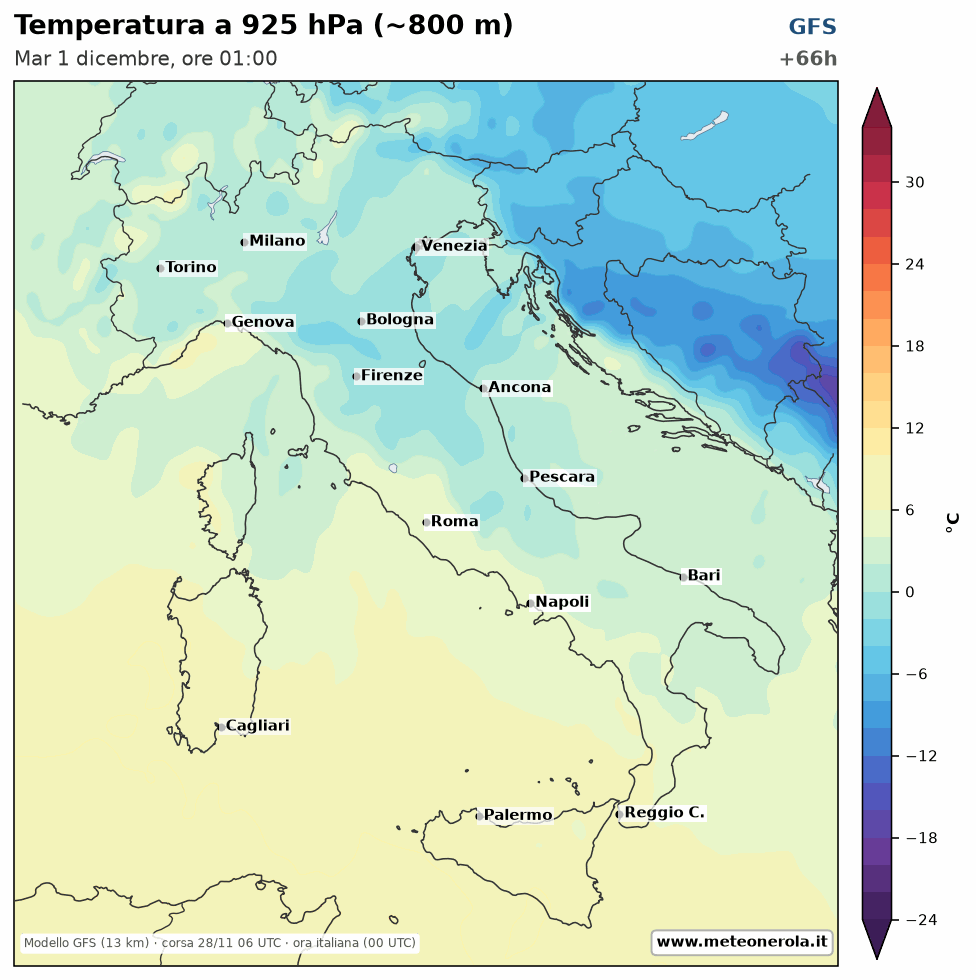 Temperatura a 925 hPa (~800 m)
GFS
Mar 1 dicembre, ore 01:00
+66h
Milano
Venezia
Torino
Genova
Bologna
Firenze
Ancona
Pescara
Roma
Bari
Napoli
Cagliari
Palermo
Reggio C.
30
24
18
12
6
0
−6
−12
−18
−24
°C
Modello GFS (13 km) · corsa 28/11 06 UTC · ora italiana (00 UTC)
www.meteonerola.it